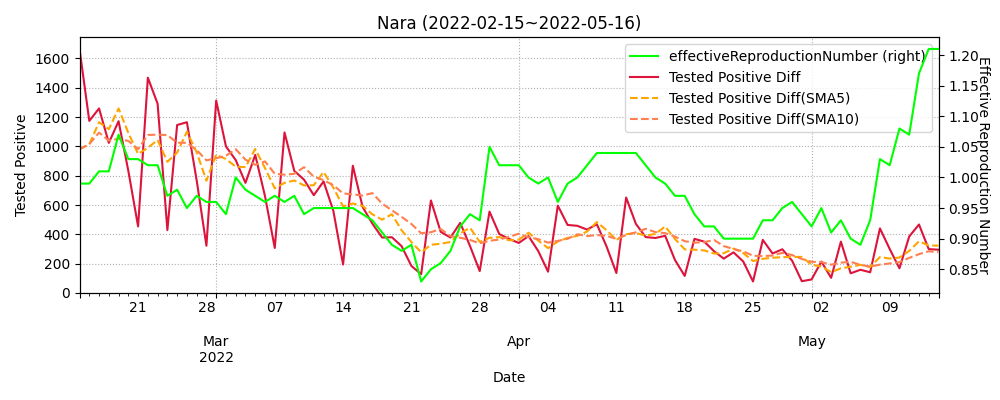 Nara (2022-02-15~2022-05-16)
effectiveReproductionNumber (right)
Tested Positive Diff
Tested Positive Diff(SMA5)
Tested Positive Diff(SMA10)
Tested Positive
1600
1400
1200
1000
800
600
400
200
0
1.20
1.15
1.10
1.05
1.00
0.95
0.90
0.85
Effective Reproduction Number
21 28 07 14 21 28 04 11 18 25 02 09
Mar Apr May
2022
Date